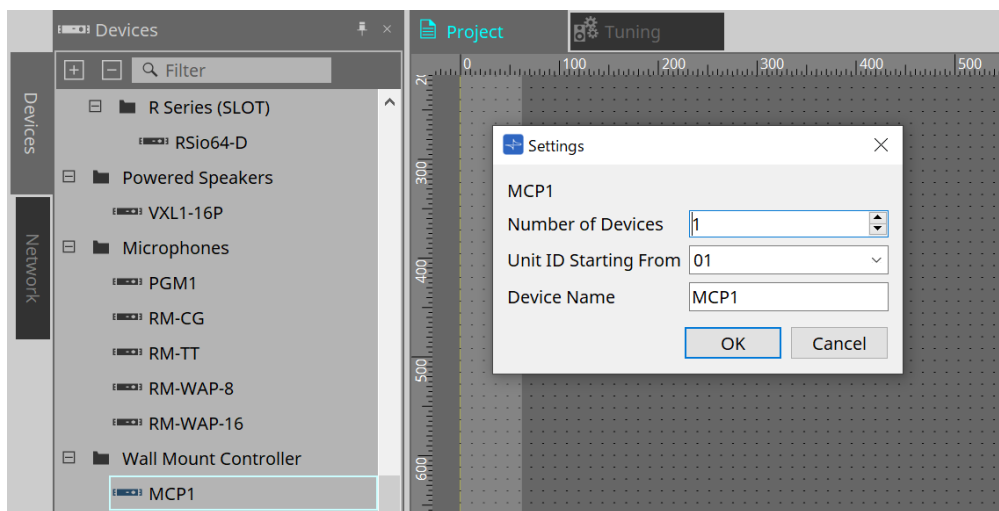 Devices
Filter
R Series (SLOT)
RSio64-D
Powered Speakers
VXL1-16P
Microphones
PGM1
RM-CG
RM-TT
RM-WAP-8
RM-WAP-16
Wall Mount Controller
MCP1
Devices
Network
Project
Tuning
0 100 200 300 400 500
300
400
500
600
Settings
MCP1
Number of Devices 1
Unit ID Starting From 01
Device Name MCP1
OK Cancel